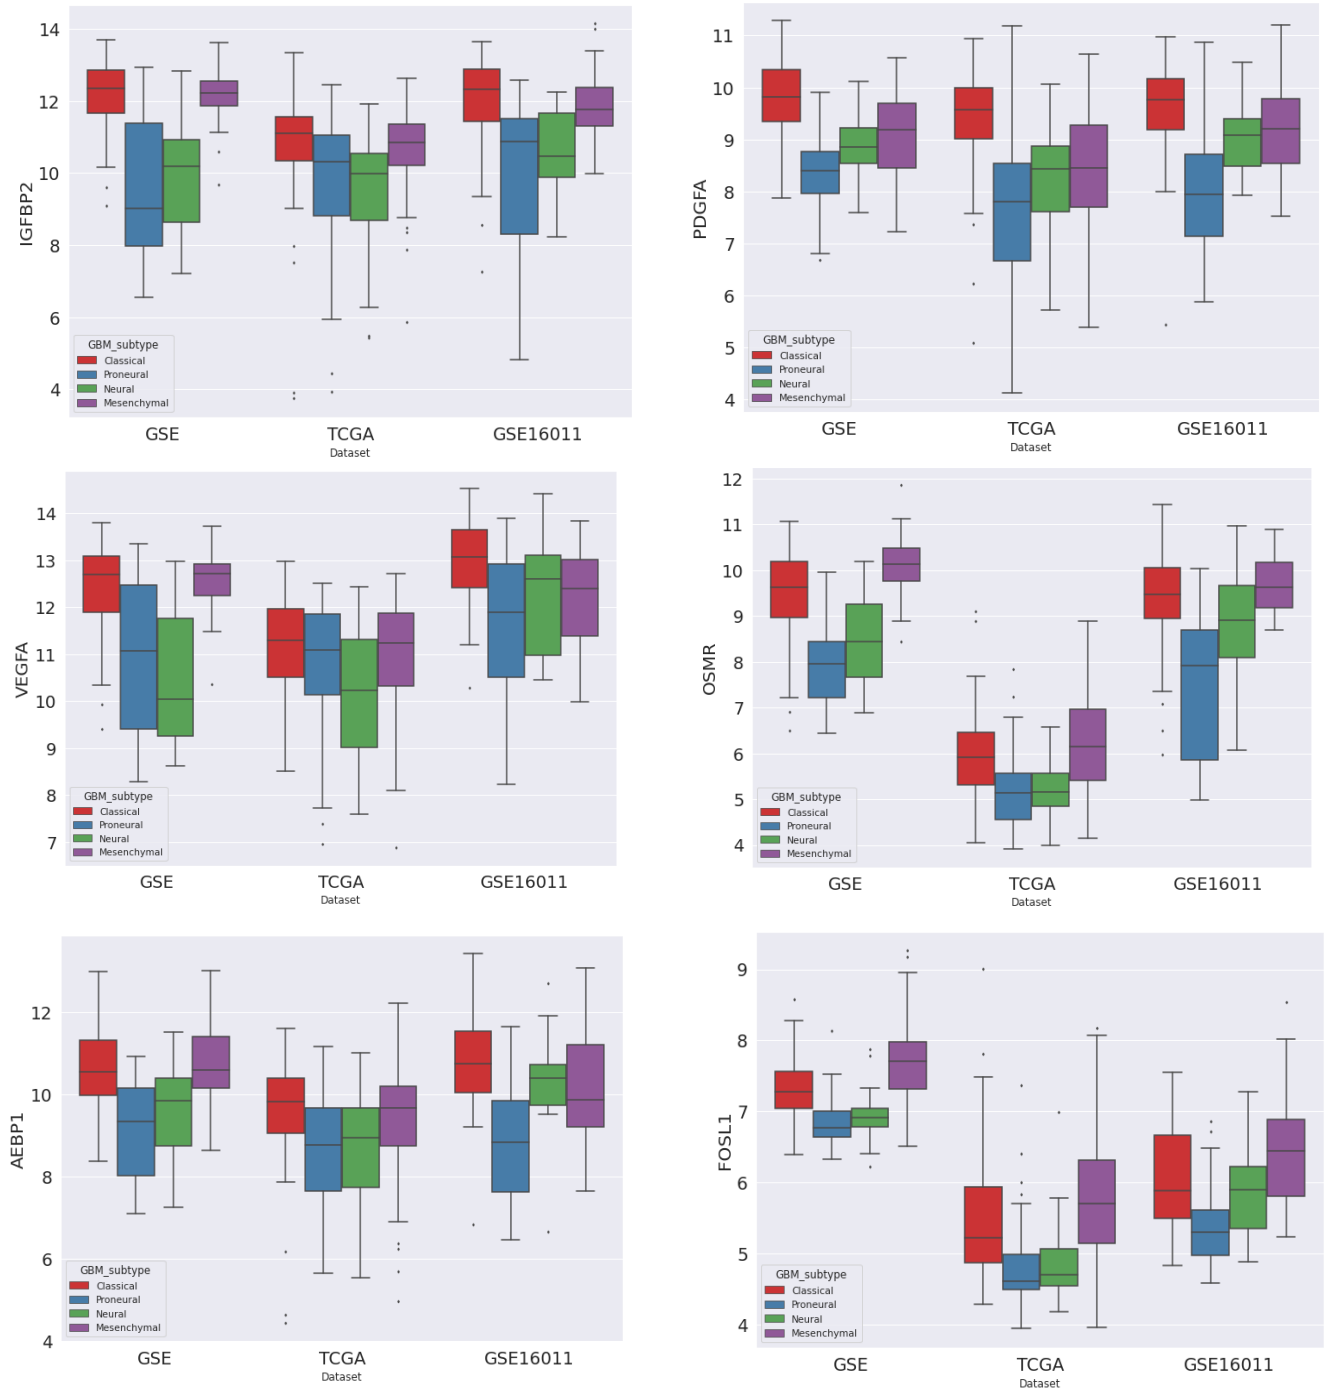 14
12
10
8
6
4
IGFBP2
GBM_subtype
Classical
Proneural
Neural
Mesenchymal
GSE TCGA GSE16011
Dataset
11
10
9
8
7
6
5
4
PDGFA
GBM_subtype
Classical
Proneural
Neural
Mesenchymal
GSE TCGA GSE16011
Dataset
14
13
12
11
10
9
8
7
VEGFA
GBM_subtype
Classical
Proneural
Neural
Mesenchymal
GSE TCGA GSE16011
Dataset
12
11
10
9
8
7
6
5
4
OSMR
GBM_subtype
Classical
Proneural
Neural
Mesenchymal
GSE TCGA GSE16011
Dataset
12
10
8
6
4
AEBP1
GBM_subtype
Classical
Proneural
Neural
Mesenchymal
GSE TCGA GSE16011
Dataset
9
8
7
6
5
4
FOSL1
GBM_subtype
Classical
Proneural
Neural
Mesenchymal
GSE TCGA GSE16011
Dataset